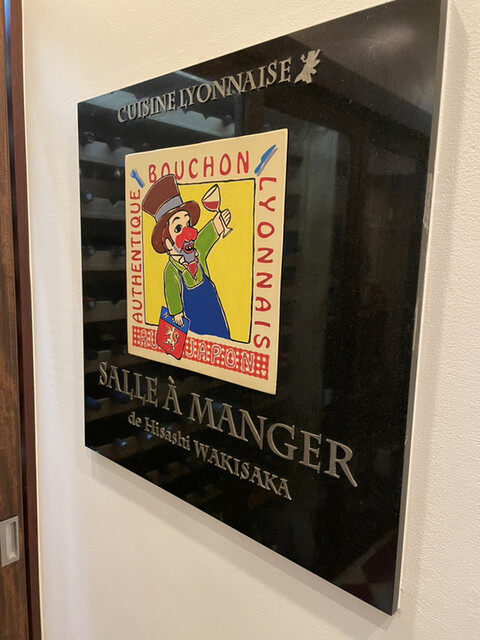 CUISINE LYONNAISE
AUTHENTIQUE
BOUCHON
LYONNAIS
AU JAPON
SALLE À MANGER
de Hisashi WAKISAKA